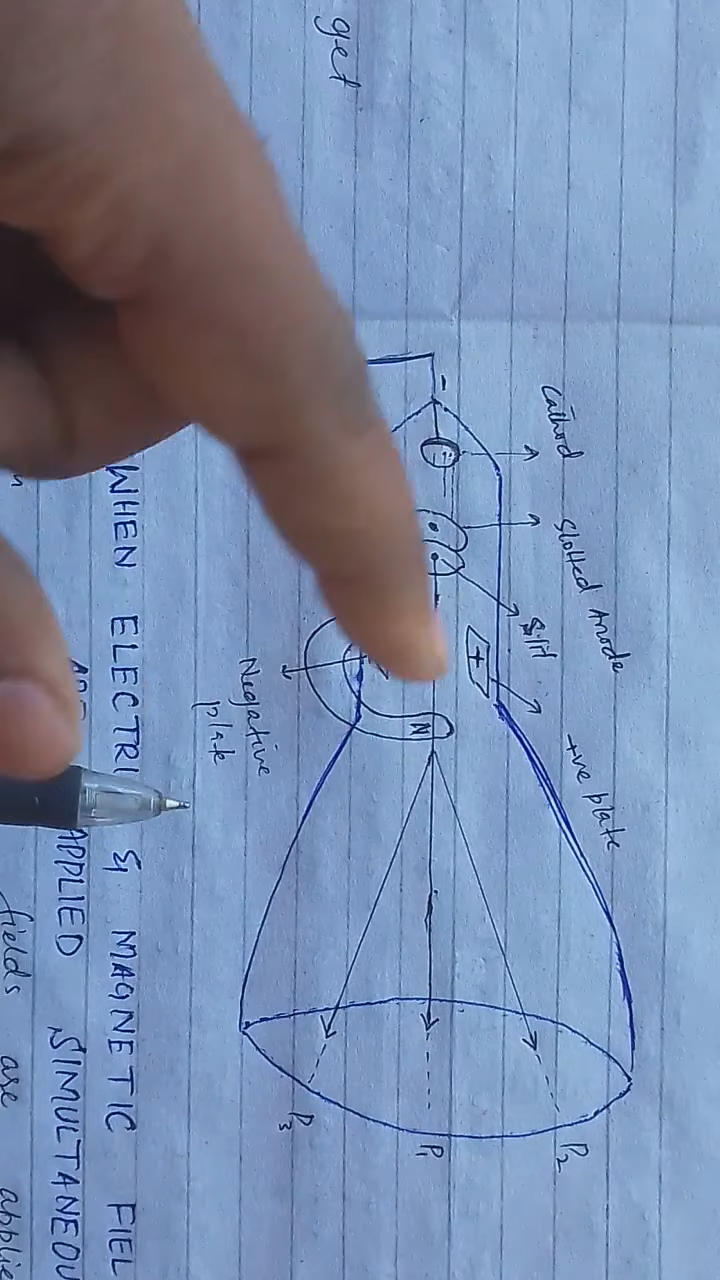 get
Cathod
Slotted Anode
Slit
+ve plate
-
+
N
Negative
plate
P2
P1
P3
WHEN ELECTRI & MAGNETIC FIEL
APPLIED SIMULTANEOU
fields are applie